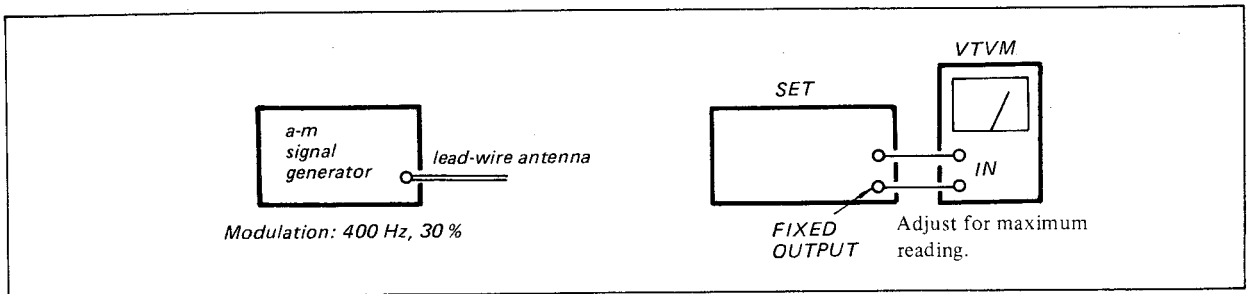 a-m
signal
generator
lead-wire antenna
Modulation: 400 Hz, 30 %
SET
VTVM
IN
FIXED
OUTPUT
Adjust for maximum
reading.